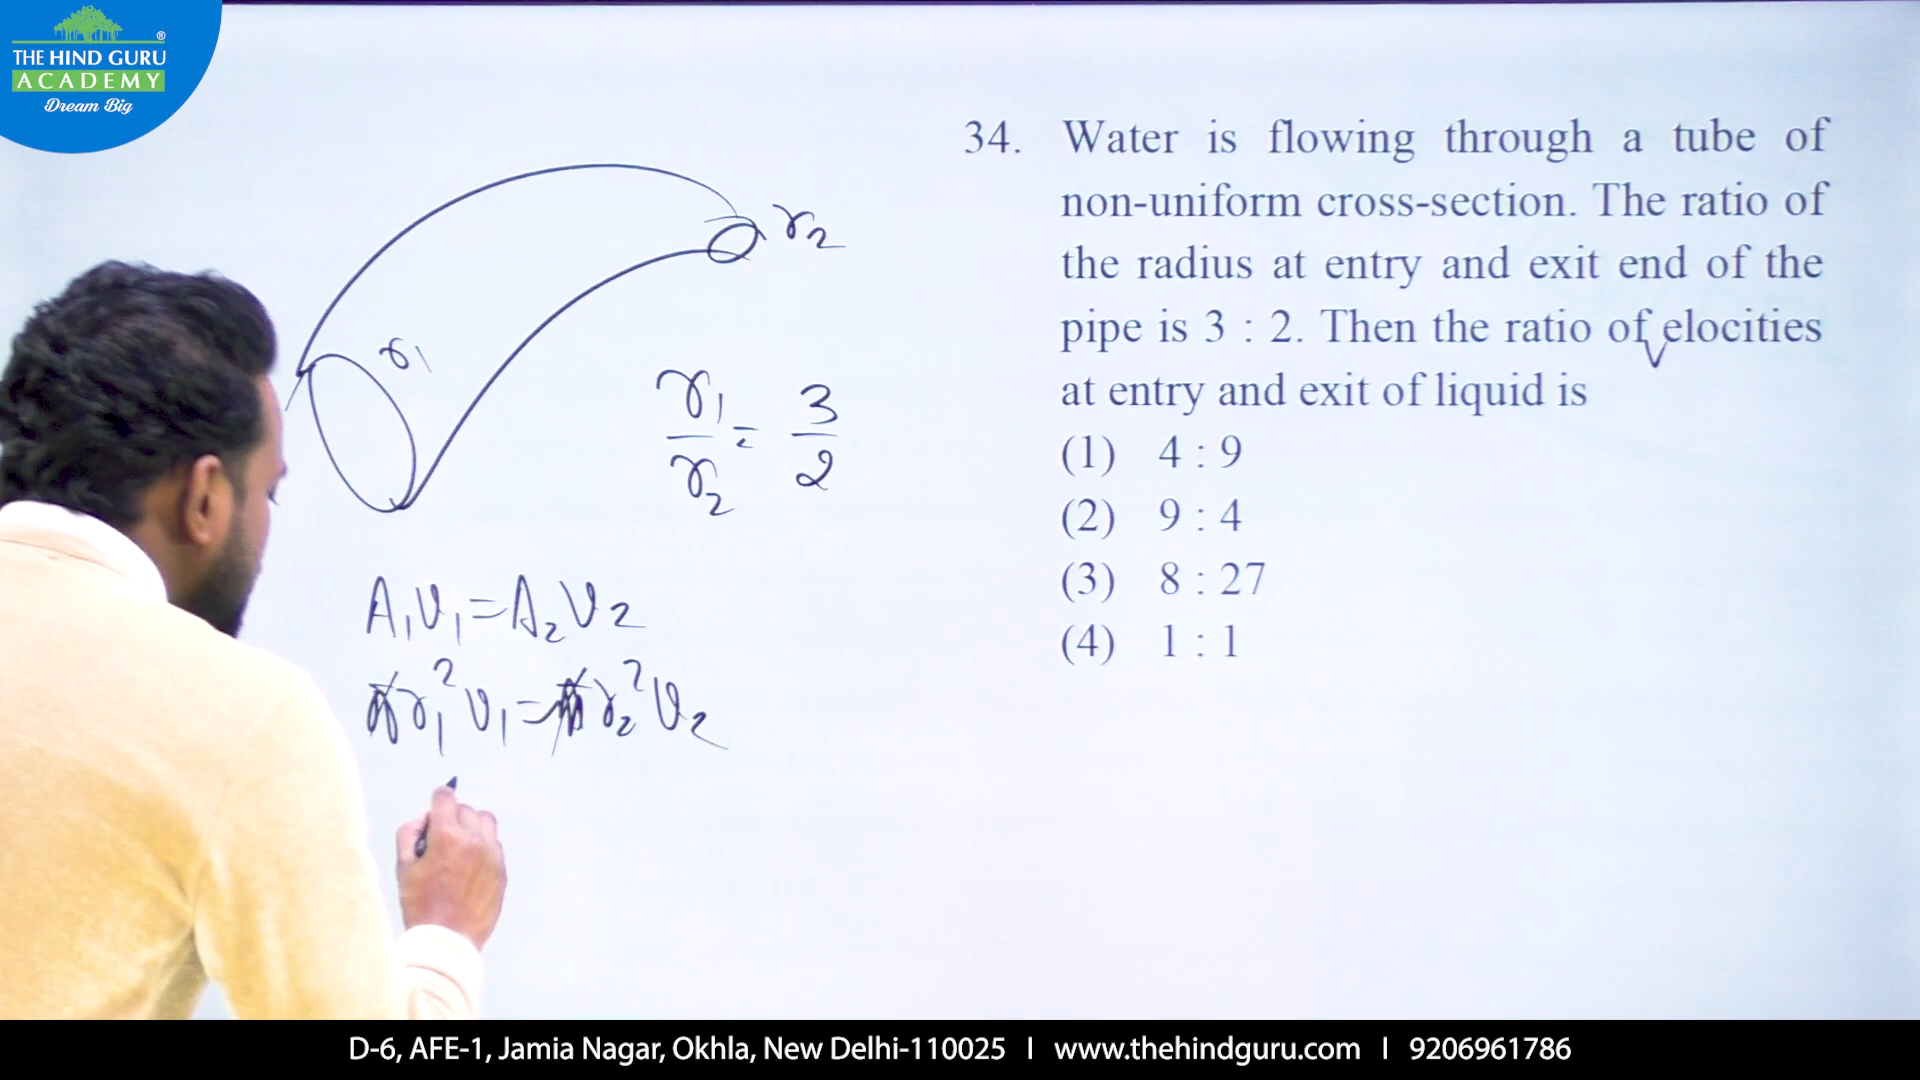 THE HIND GURU®
ACADEMY
Dream Big
34. Water is flowing through a tube of
non-uniform cross-section. The ratio of
the radius at entry and exit end of the
pipe is 3 : 2. Then the ratio of velocities
at entry and exit of liquid is
(1) 4 : 9
(2) 9 : 4
(3) 8 : 27
(4) 1 : 1
r₂
r₁
r₁/r₂ = 3/2
A₁v₁=A₂v₂
πr₁²v₁=πr₂²v₂
D-6, AFE-1, Jamia Nagar, Okhla, New Delhi-110025 | www.thehindguru.com | 9206961786